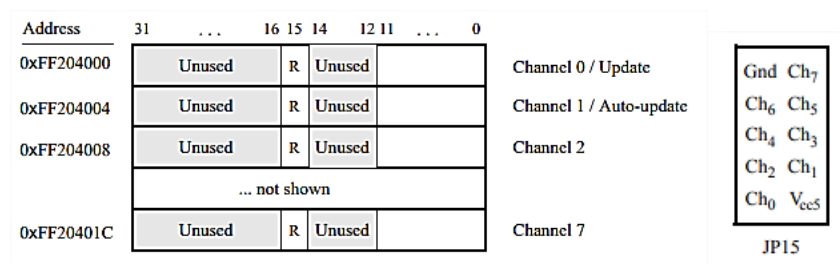 Address 31 ... 16 15 14 12 11 ... 0
0xFF204000 Unused R Unused Channel 0 / Update
0xFF204004 Unused R Unused Channel 1 / Auto-update
0xFF204008 Unused R Unused Channel 2
... not shown
0xFF20401C Unused R Unused Channel 7
Gnd Ch7
Ch6 Ch5
Ch4 Ch3
Ch2 Ch1
Ch0 Vcc5
JP15